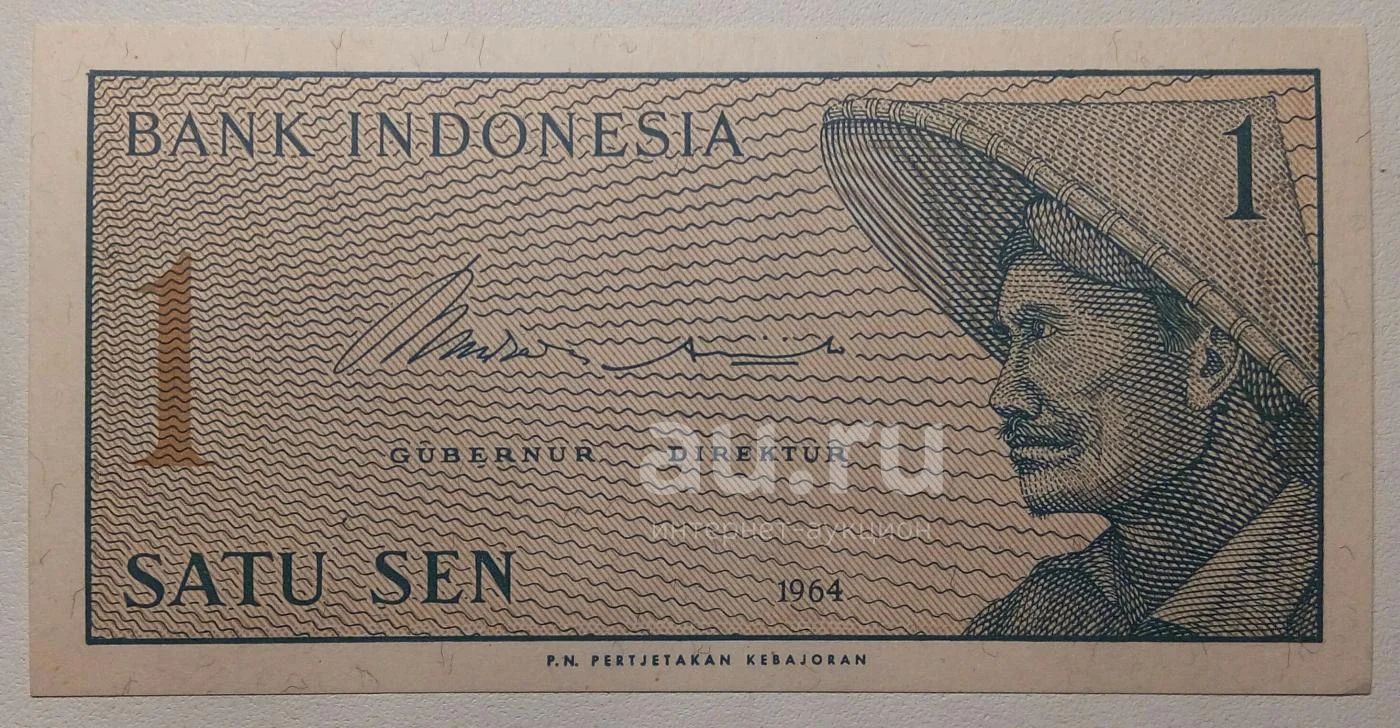 BANK INDONESIA
1
1
GUBERNUR DIREKTUR
au.ru
интернет-аукцион
SATU SEN
1964
P.N. PERTJETAKAN KEBAJORAN